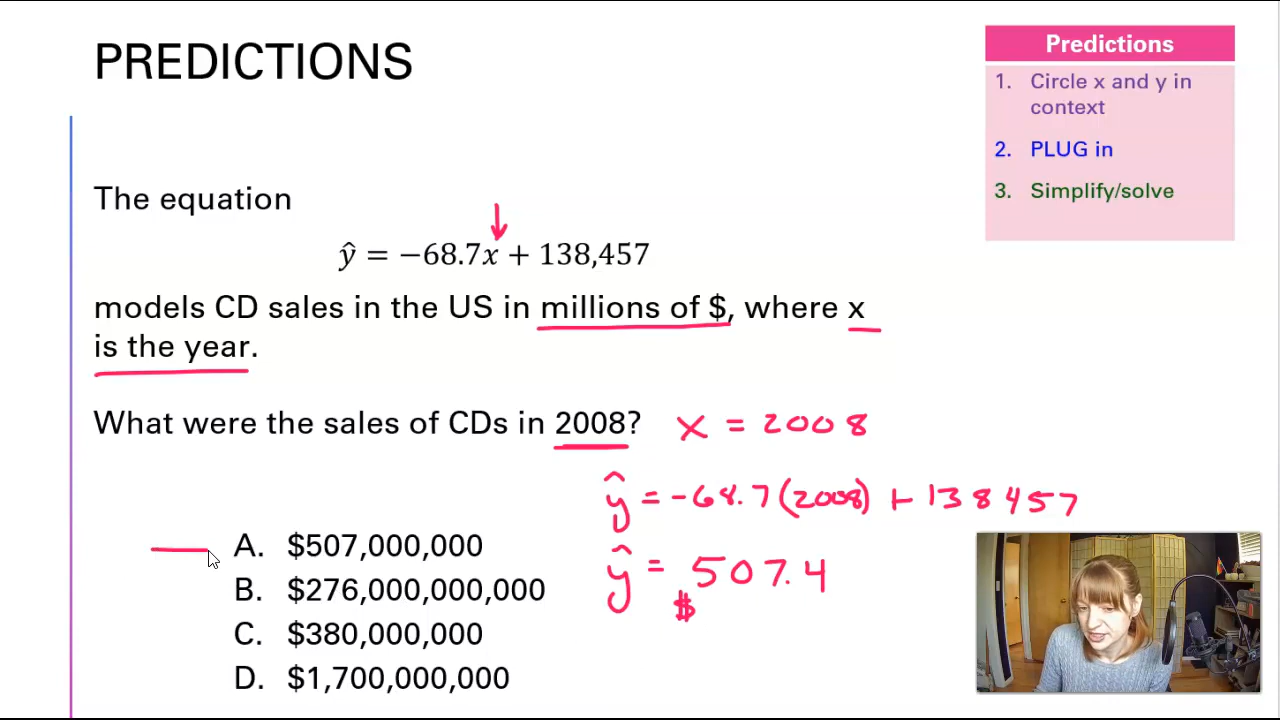 PREDICTIONS
Predictions
1. Circle x and y in
context
2. PLUG in
3. Simplify/solve
The equation
ŷ = −68.7x + 138,457
models CD sales in the US in millions of $, where x
is the year.
What were the sales of CDs in 2008? x = 2008
ŷ = -68.7(2008) + 138457
A. $507,000,000
ŷ = $507.4
B. $276,000,000,000
C. $380,000,000
D. $1,700,000,000